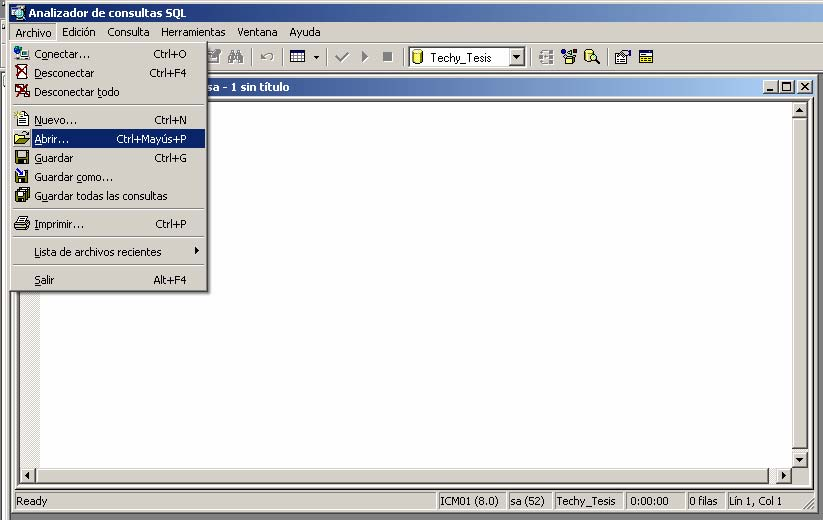 Analizador de consultas SQL
Archivo Edición Consulta Herramientas Ventana Ayuda
Techy_Tesis
sa - 1 sin título
Conectar... Ctrl+O
Desconectar Ctrl+F4
Desconectar todo
Nuevo... Ctrl+N
Abrir... Ctrl+Mayús+P
Guardar Ctrl+G
Guardar como...
Guardar todas las consultas
Imprimir... Ctrl+P
Lista de archivos recientes
Salir Alt+F4
Ready ICM01 (8.0) sa (52) Techy_Tesis 0:00:00 0 filas Lín 1, Col 1